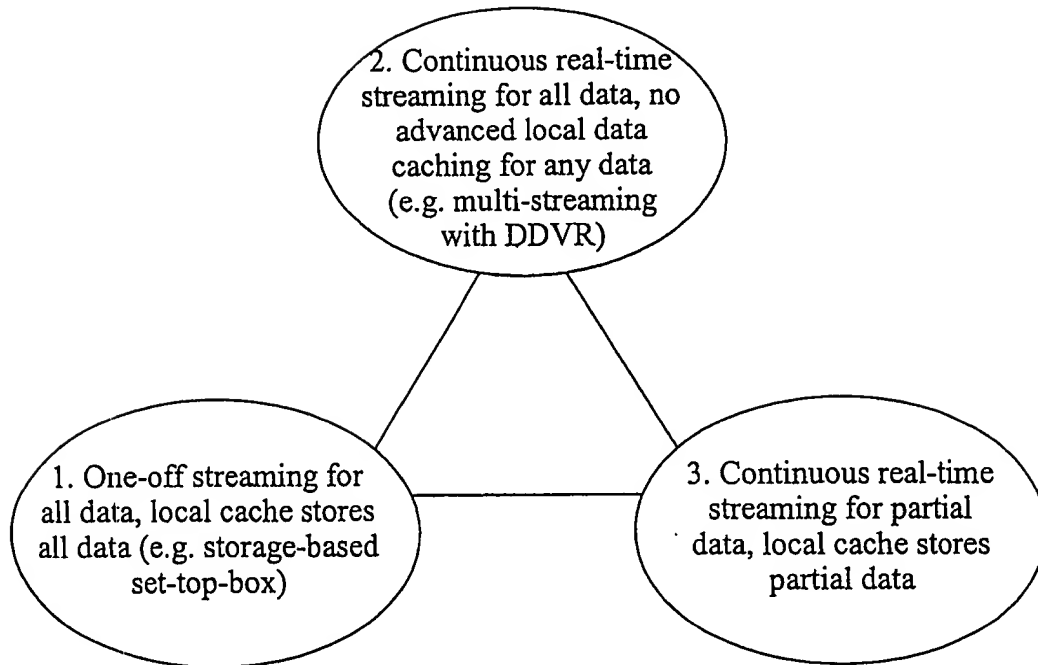 2. Continuous real-time
streaming for all data, no
advanced local data
caching for any data
(e.g. multi-streaming
with DDVR)
1. One-off streaming for
all data, local cache stores
all data (e.g. storage-based
set-top-box)
3. Continuous real-time
streaming for partial
data, local cache stores
partial data